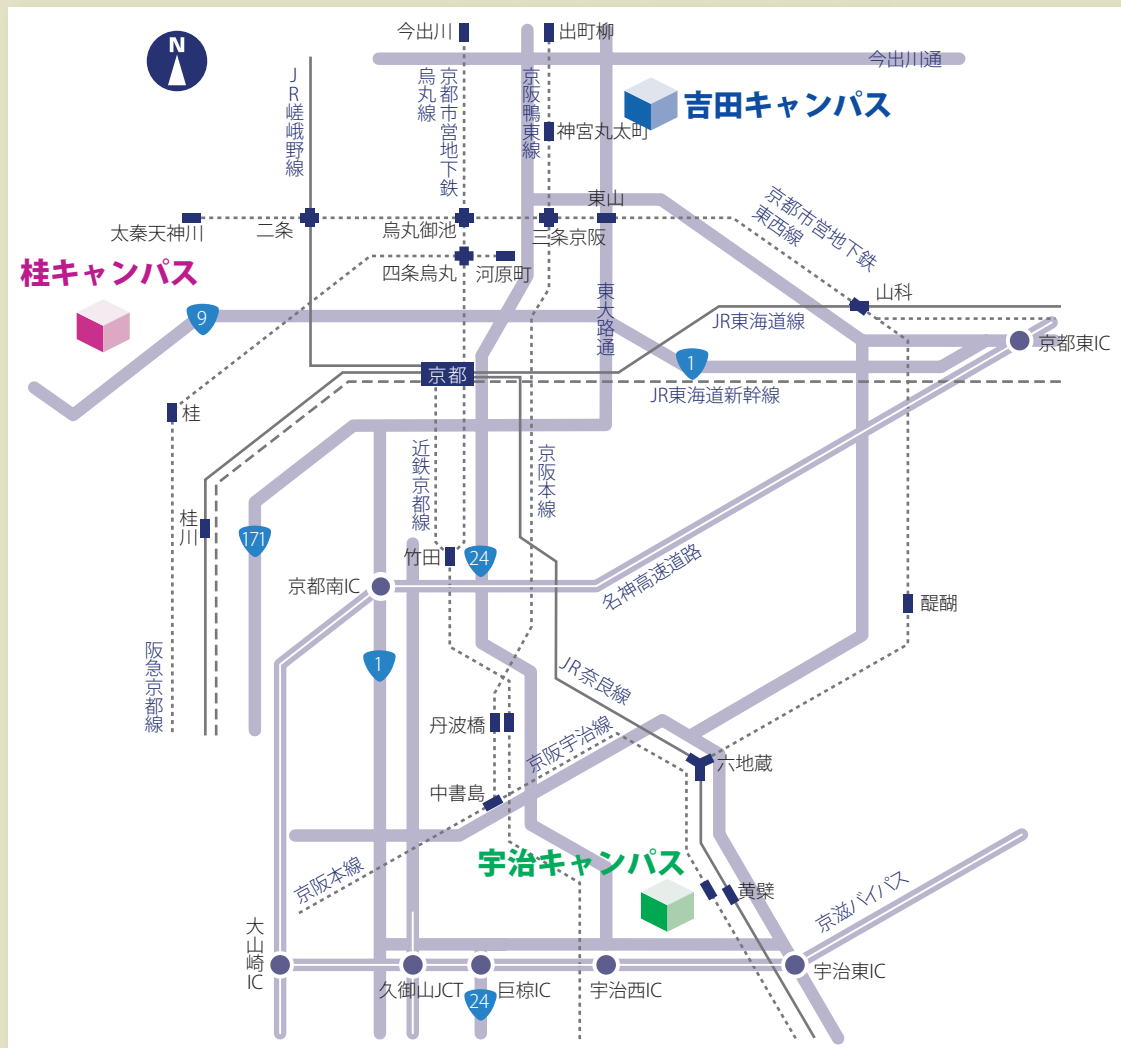 N
今出川
出町柳
今出川通
JR嵯峨野線
京都市営地下鉄
烏丸線
京阪鴨東線
吉田キャンパス
神宮丸太町
東山
京都市営地下鉄
東西線
太秦天神川
二条
烏丸御池
三条京阪
四条烏丸
河原町
桂キャンパス
9
東大路通
山科
JR東海道線
京都東IC
1
京都
JR東海道新幹線
桂
近鉄京都線
京阪本線
桂川
171
竹田
24
京都南IC
名神高速道路
醍醐
阪急京都線
1
JR奈良線
丹波橋
京阪宇治線
六地蔵
中書島
宇治キャンパス
京阪本線
黄檗
京滋バイパス
大山崎IC
久御山JCT
巨椋IC
24
宇治西IC
宇治東IC